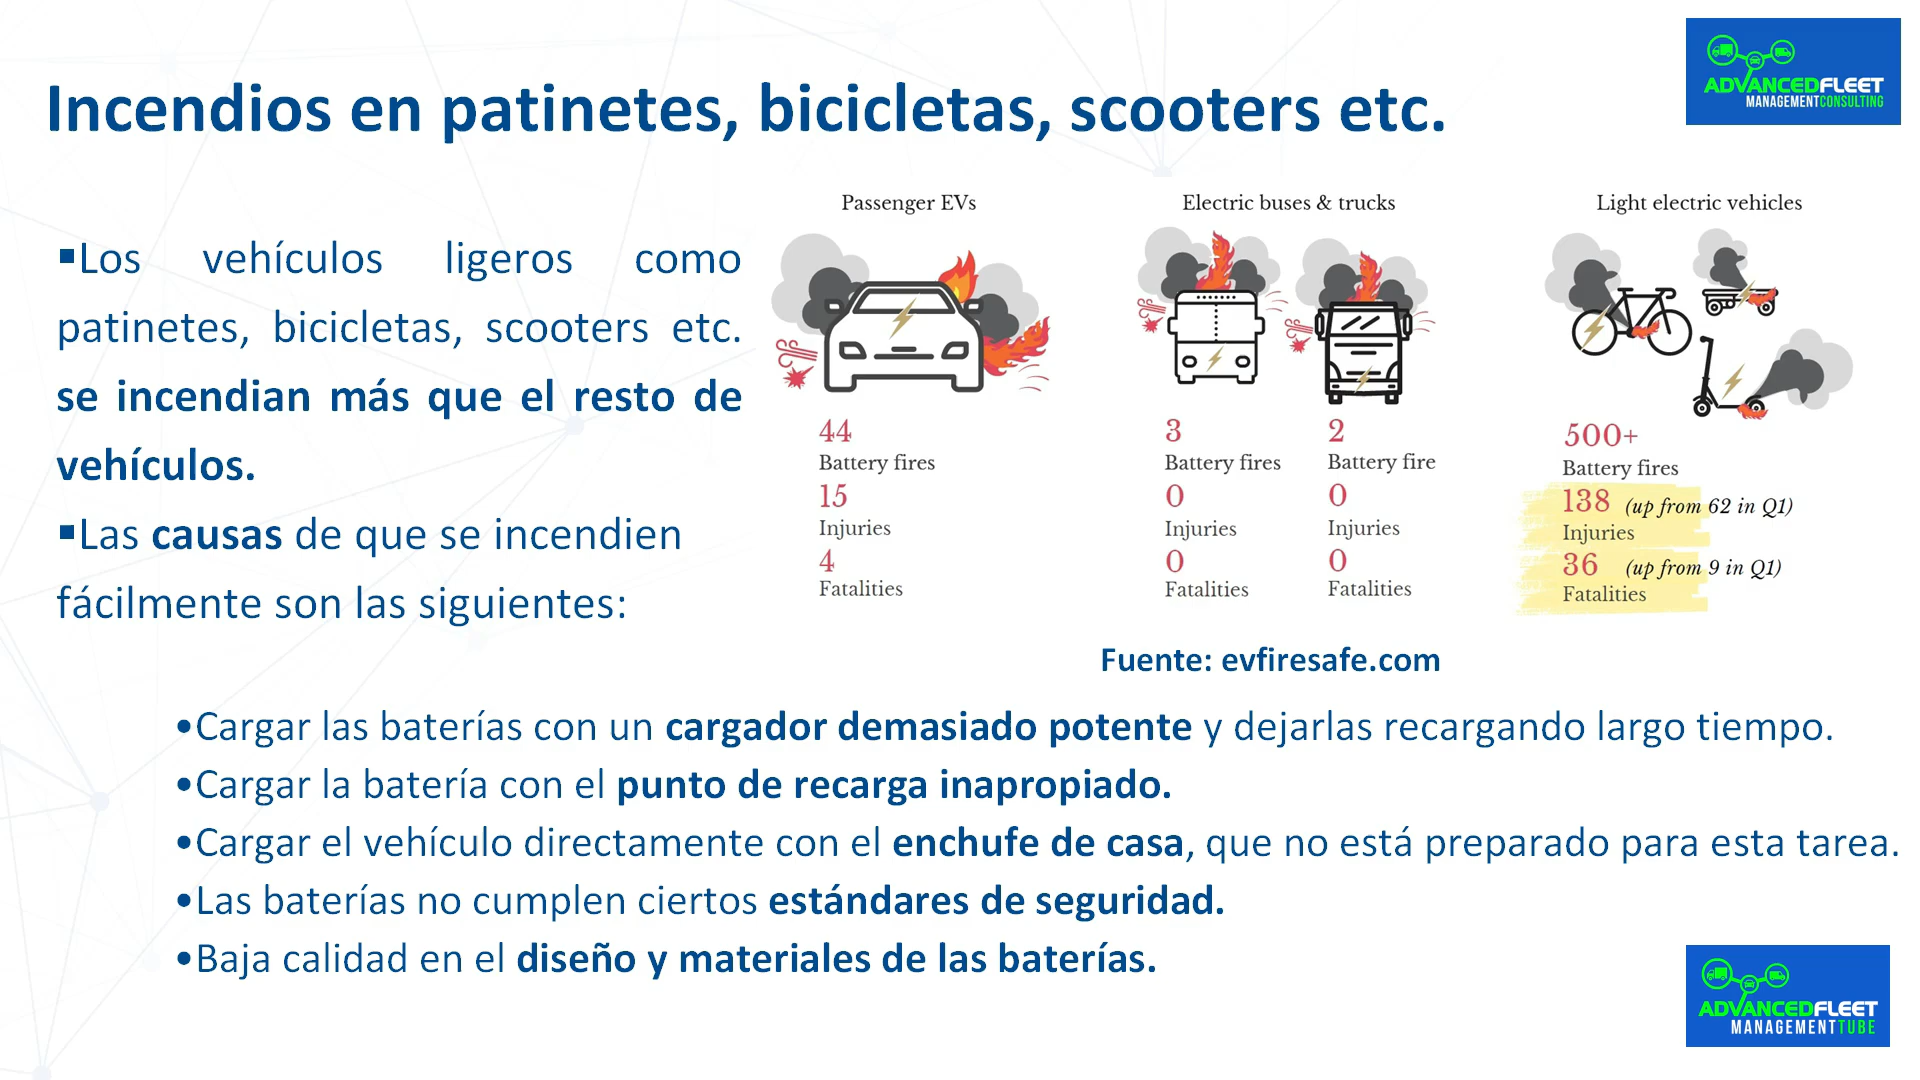 Incendios en patinetes, bicicletas, scooters etc.
ADVANCEDFLEET
MANAGEMENTCONSULTING
▪Los vehículos ligeros como
patinetes, bicicletas, scooters etc.
se incendian más que el resto de
vehículos.
▪Las causas de que se incendien
fácilmente son las siguientes:
Passenger EVs
44
Battery fires
15
Injuries
4
Fatalities
Electric buses & trucks
3
Battery fires
0
Injuries
0
Fatalities
2
Battery fire
0
Injuries
0
Fatalities
Light electric vehicles
500+
Battery fires
138 (up from 62 in Q1)
Injuries
36 (up from 9 in Q1)
Fatalities
Fuente: evfiresafe.com
•Cargar las baterías con un cargador demasiado potente y dejarlas recargando largo tiempo.
•Cargar la batería con el punto de recarga inapropiado.
•Cargar el vehículo directamente con el enchufe de casa, que no está preparado para esta tarea.
•Las baterías no cumplen ciertos estándares de seguridad.
•Baja calidad en el diseño y materiales de las baterías.
ADVANCEDFLEET
MANAGEMENTTUBE